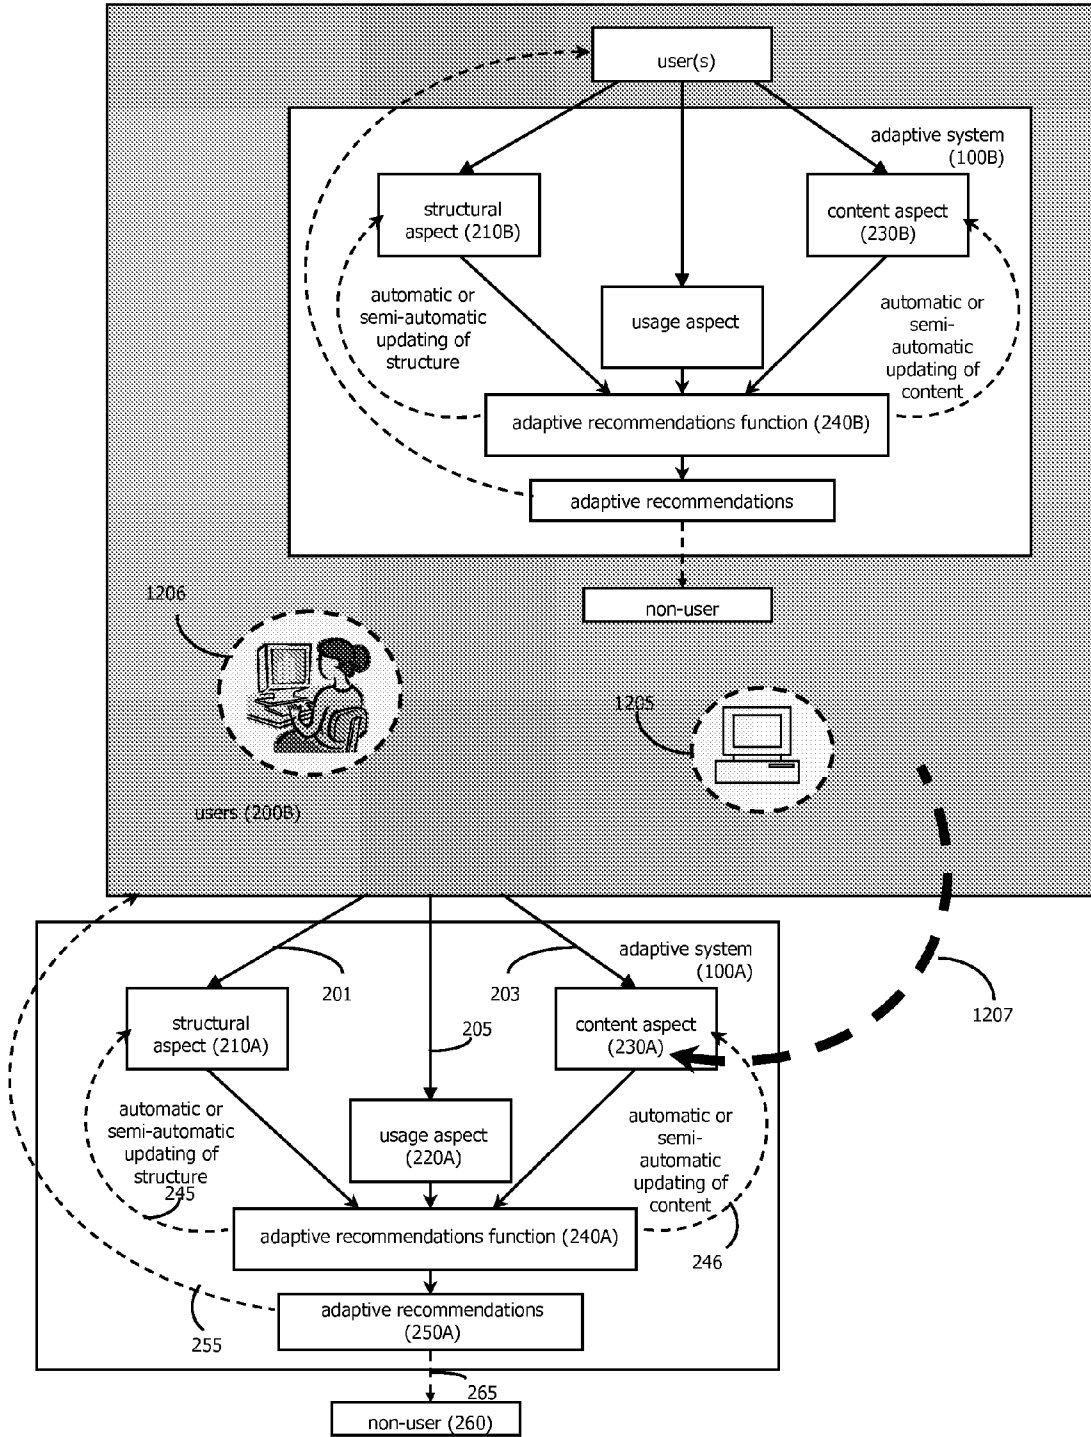 user(s)
adaptive system
(100B)
structural
aspect (210B)
content aspect
(230B)
automatic or
semi-automatic
updating of
structure
usage aspect
automatic or
semi-
automatic
updating of
content
adaptive recommendations function (240B)
adaptive recommendations
non-user
1206
1205
users (200B)
adaptive system
(100A)
201
203
1207
structural
aspect (210A)
205
content aspect
(230A)
automatic or
semi-automatic
updating of
structure
245
usage aspect
(220A)
automatic or
semi-
automatic
updating of
content
adaptive recommendations function (240A)
246
adaptive recommendations
(250A)
255
265
non-user (260)